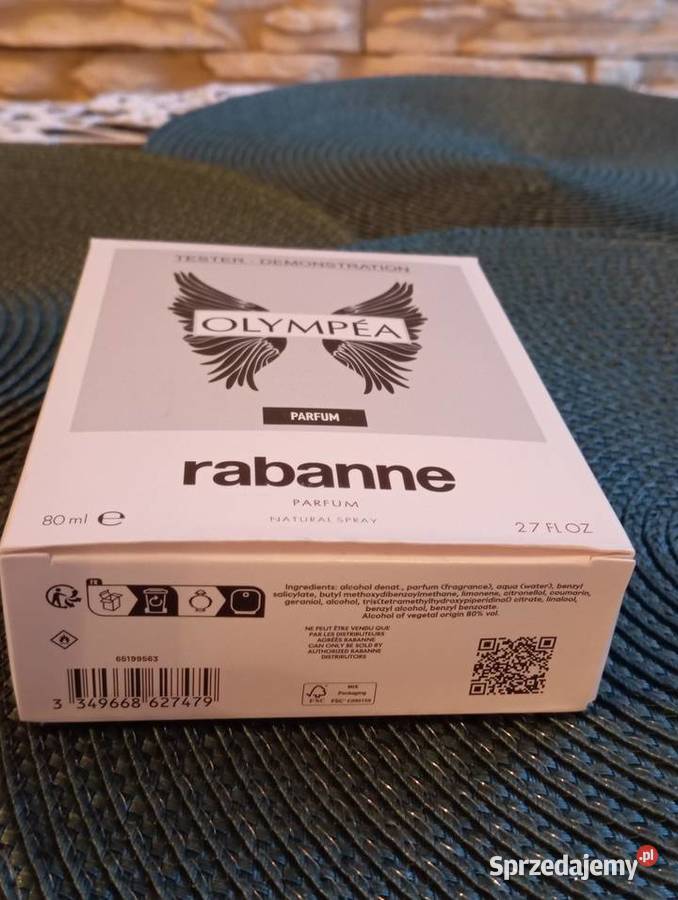 TESTER - DEMONSTRATION
OLYMPÉA
PARFUM
rabanne
PARFUM
NATURAL SPRAY
80 ml e
2.7 FL OZ
FR
Ingredients: alcohol denat., parfum (fragrance), aqua (water), benzyl
salicylate, butyl methoxydibenzoylmethane, limonene, citronellol, coumarin,
geraniol, alcohol, tris(tetramethylhydroxypiperidinol) citrate, linalool,
benzyl alcohol, benzyl benzoate.
Alcohol of vegetal origin 80% vol.
NE PEUT ÊTRE VENDU QUE
PAR LES DISTRIBUTEURS
AGRÉÉS RABANNE
CAN ONLY BE SOLD BY
AUTHORIZED RABANNE
DISTRIBUTORS
65199563
3 349668 627479
FSC
MIX
Packaging
Sprzedajemy.pl